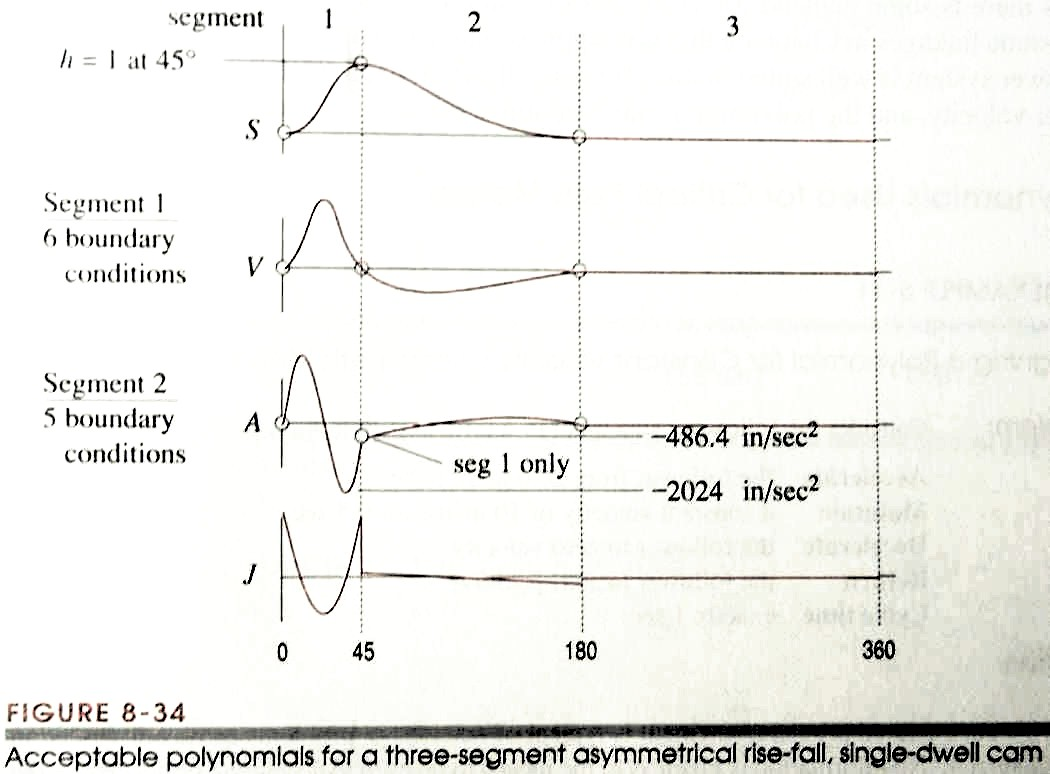 segment 1 2 3
h = 1 at 45°
S
Segment 1
6 boundary
conditions
V
Segment 2
5 boundary
conditions
A
−486.4 in/sec²
seg 1 only
−2024 in/sec²
J
0 45 180 360
FIGURE 8-34
Acceptable polynomials for a three-segment asymmetrical rise-fall, single-dwell cam